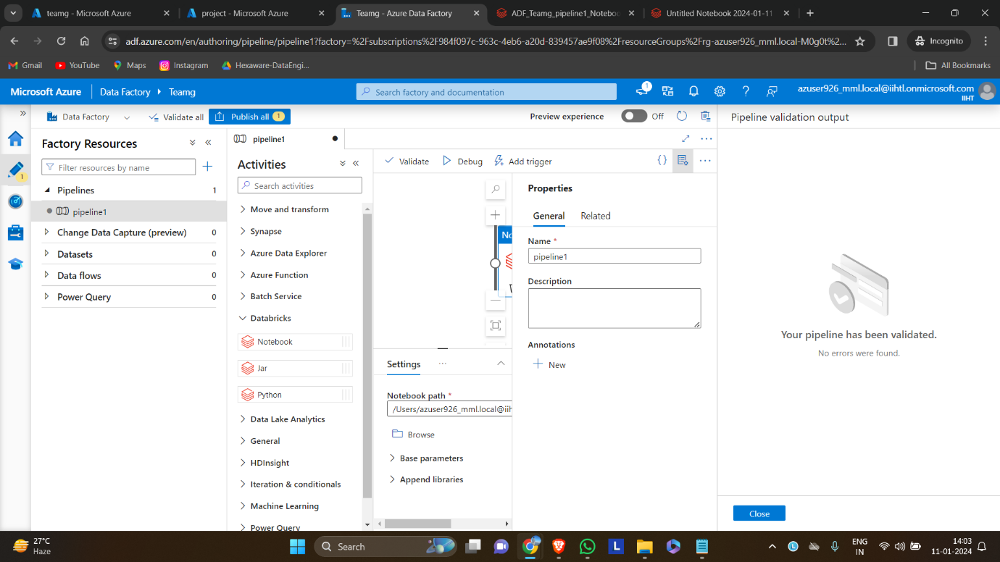 teamg - Microsoft Azure
project - Microsoft Azure
Teamg - Azure Data Factory
ADF_Teamg_pipeline1_Notebo
Untitled Notebook 2024-01-11
adf.azure.com/en/authoring/pipeline/pipeline1?factory=%2Fsubscriptions%2F984f097c-963c-4eb6-a20d-839457ae9f08%2FresourceGroups%2Frg-azuser926_mml.local-M0g0t%2...
Incognito
Gmail
YouTube
Maps
Instagram
Hexaware-DataEngi...
All Bookmarks
Microsoft Azure
Data Factory
Teamg
Search factory and documentation
1
azuser926_mml.local@iihtl.onmicrosoft.com
IIHT
Data Factory
Validate all
Publish all 1
Preview experience
Off
Pipeline validation output
1
Factory Resources
Filter resources by name
Pipelines 1
pipeline1
Change Data Capture (preview) 0
Datasets 0
Data flows 0
Power Query 0
pipeline1
Activities
Search activities
Move and transform
Synapse
Azure Data Explorer
Azure Function
Batch Service
Databricks
Notebook
Jar
Python
Data Lake Analytics
General
HDInsight
Iteration & conditionals
Machine Learning
Power Query
Validate
Debug
Add trigger
{}
No
Settings
Notebook path *
/Users/azuser926_mml.local@iih
Browse
Base parameters
Append libraries
Properties
General
Related
Name *
pipeline1
Description
Annotations
New
Your pipeline has been validated.
No errors were found.
Close
27°C
Haze
Search
L
ENG
IN
14:03
11-01-2024